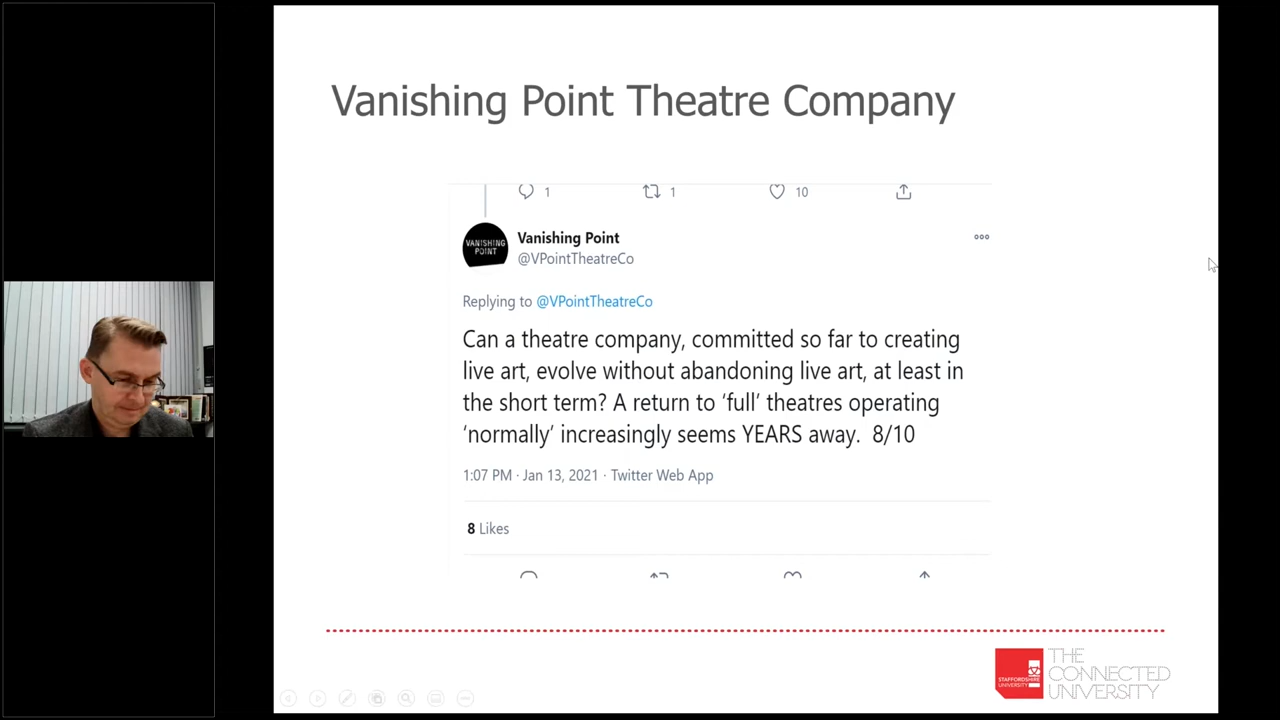 Vanishing Point Theatre Company
1 1 10
VANISHING
POINT
Vanishing Point
@VPointTheatreCo
Replying to @VPointTheatreCo
Can a theatre company, committed so far to creating
live art, evolve without abandoning live art, at least in
the short term? A return to ‘full’ theatres operating
‘normally’ increasingly seems YEARS away. 8/10
1:07 PM · Jan 13, 2021 · Twitter Web App
8 Likes
STAFFORDSHIRE
UNIVERSITY
THE
CONNECTED
UNIVERSITY